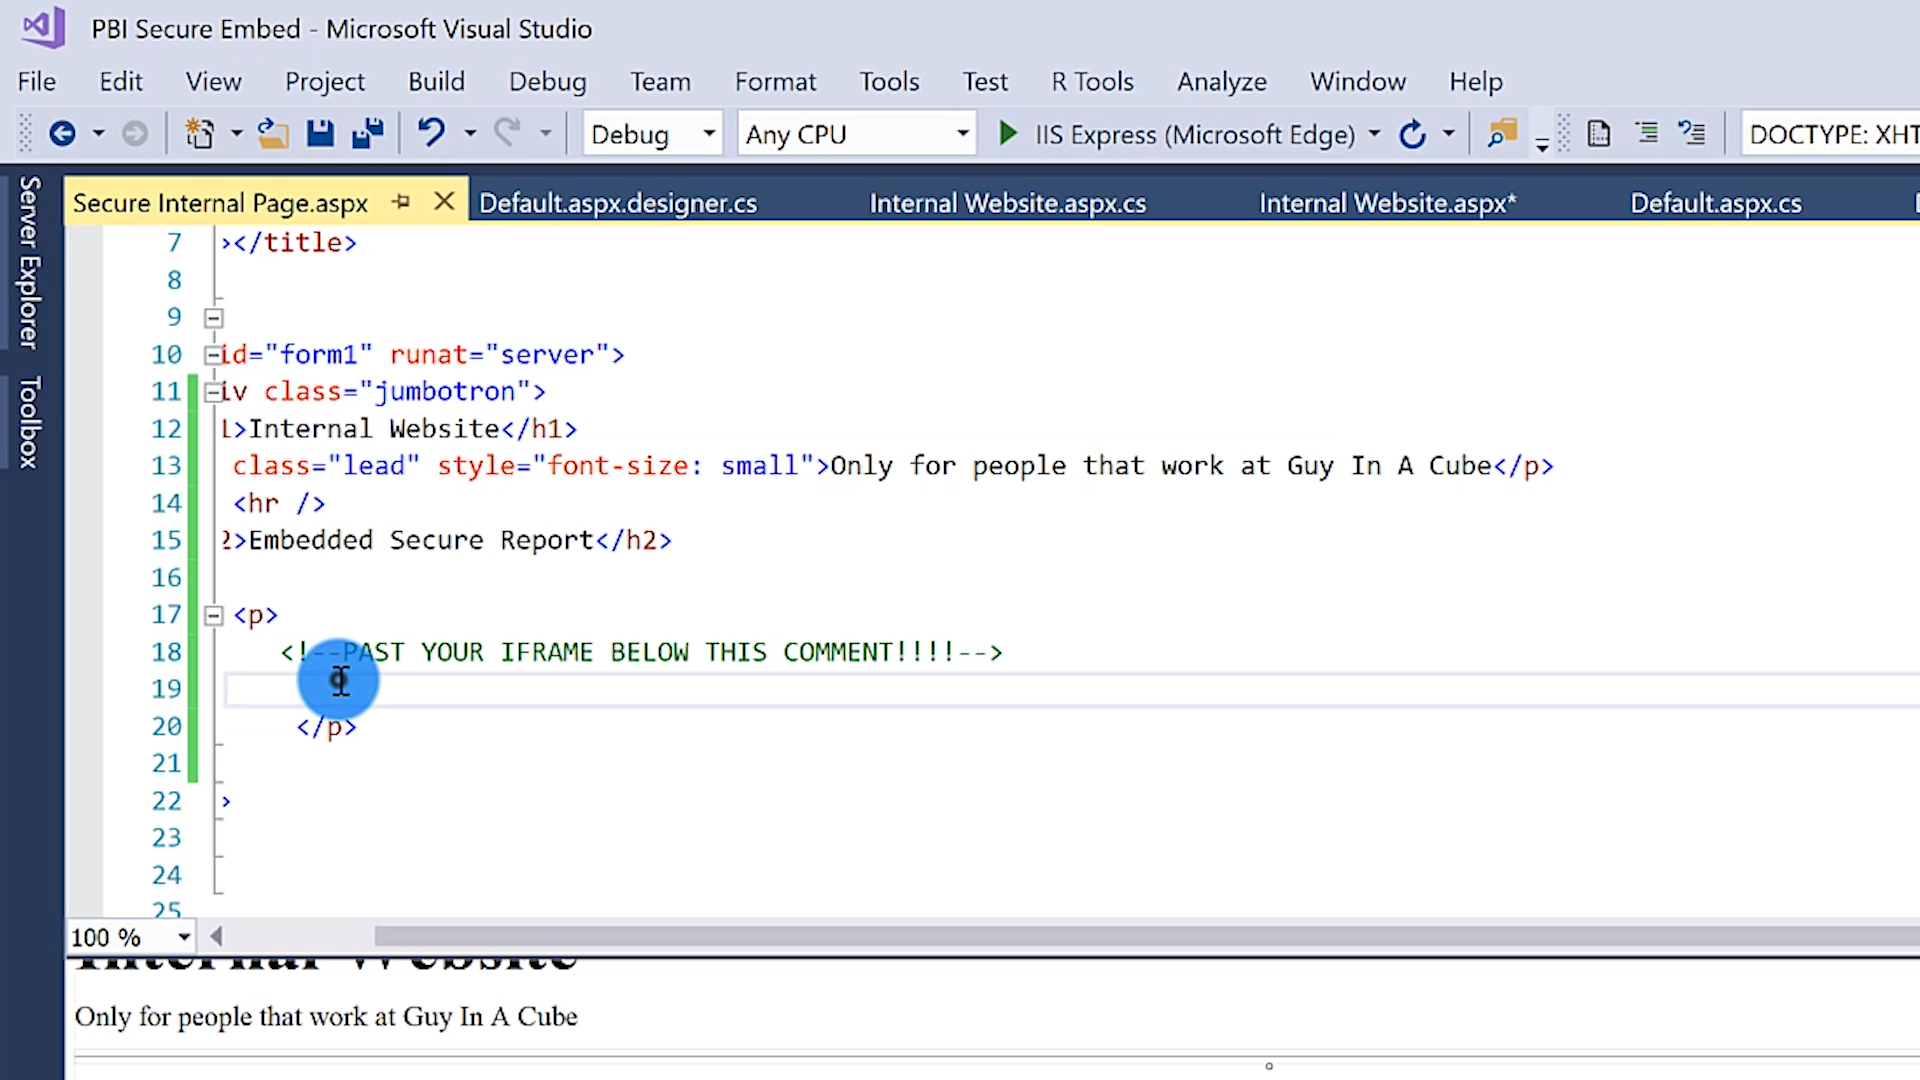 PBI Secure Embed - Microsoft Visual Studio
File Edit View Project Build Debug Team Format Tools Test R Tools Analyze Window Help
Debug Any CPU IIS Express (Microsoft Edge) DOCTYPE: XHT
Server Explorer
Toolbox
Secure Internal Page.aspx Default.aspx.designer.cs Internal Website.aspx.cs Internal Website.aspx* Default.aspx.cs
7 ></title>
8
9
10 id="form1" runat="server">
11 iv class="jumbotron">
12 1>Internal Website</h1>
13 class="lead" style="font-size: small">Only for people that work at Guy In A Cube</p>
14 <hr />
15 2>Embedded Secure Report</h2>
16
17 <p>
18 <!--PAST YOUR IFRAME BELOW THIS COMMENT!!!!-->
19
20 </p>
21
22 >
23
24
25
100 %
Internal Website
Only for people that work at Guy In A Cube